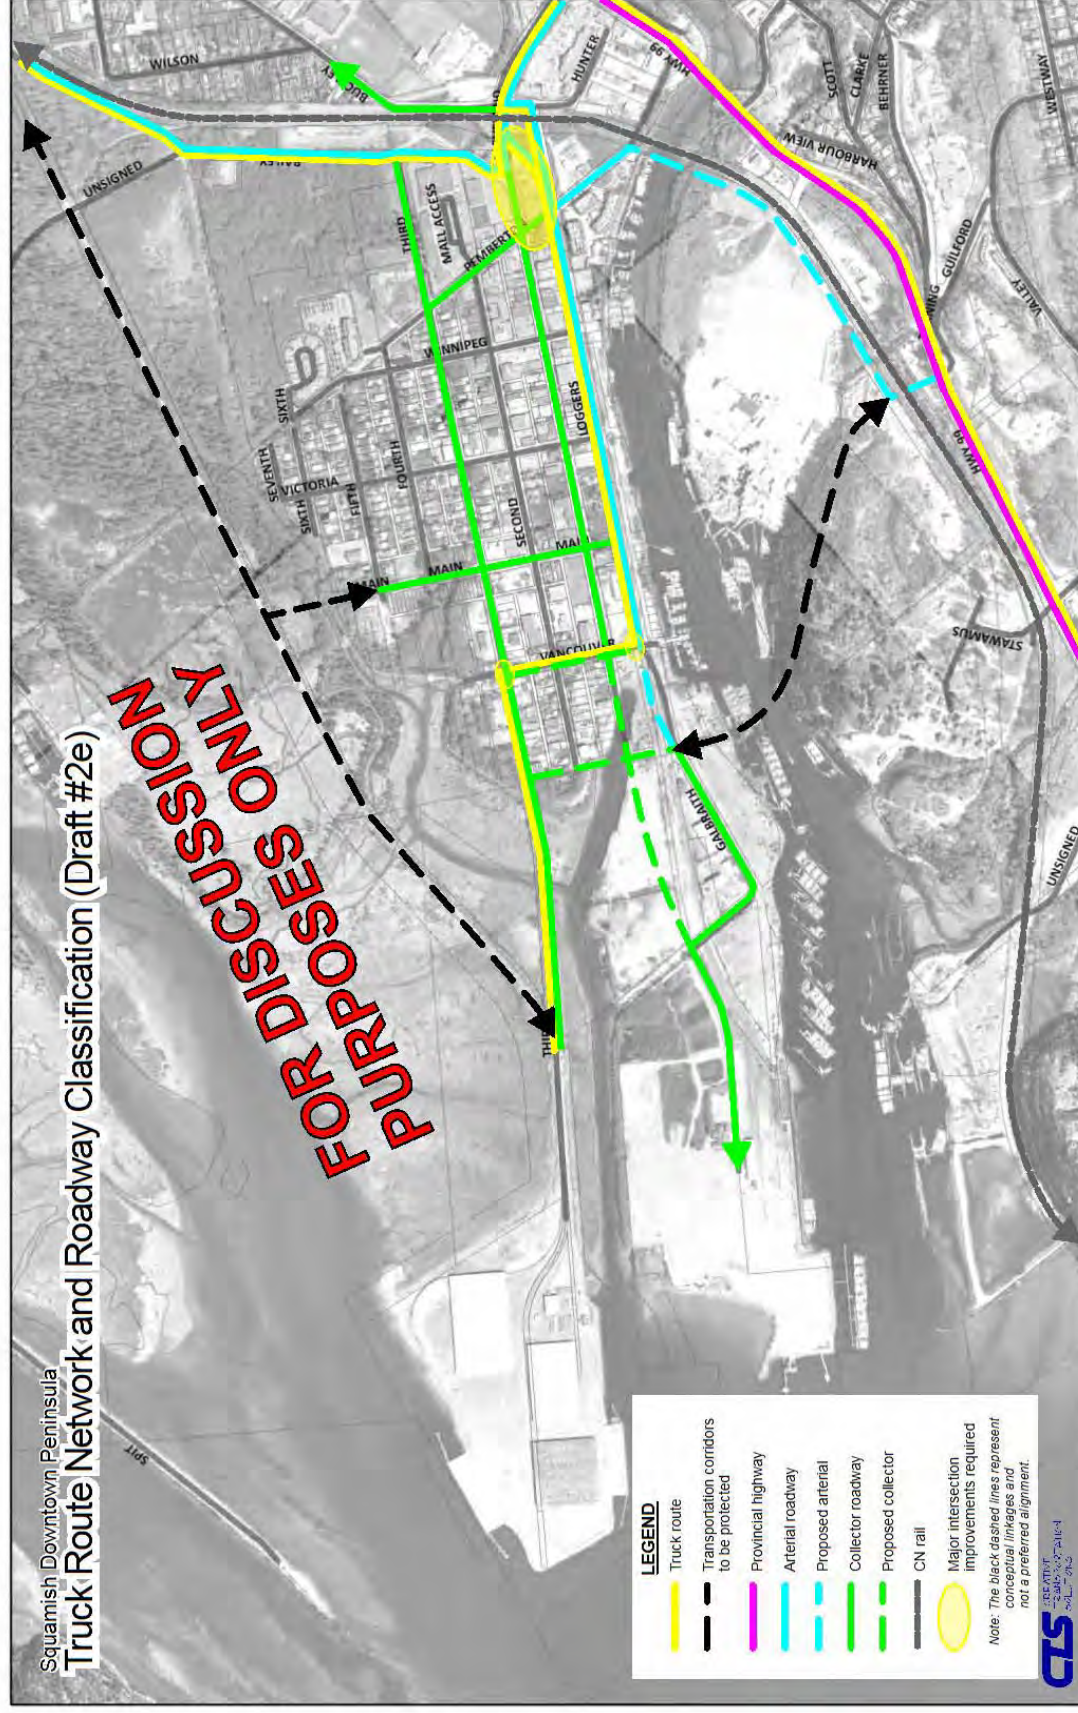 Squamish Downtown Peninsula
Truck Route Network and Roadway Classification (Draft #2e)
FOR DISCUSSION
PURPOSES ONLY
SPIT
UNSIGNED
WILSON
HUNTER
HWY 99
SCOTT
CLARKE
BEHRNER
WESTWAY
HARBOUR VIEW
GUILFORD
VALLEY
THIRD
MALL ACCESS
WINNIPEG
SIXTH
SEVENTH
VICTORIA
SIXTH
FIFTH
FOURTH
SECOND
LOGGERS
MAIN
MAIN
MAIN
VANCOUVER
GALBRAITH
HWY 99
STAWAMUS
UNSIGNED
LEGEND
Truck route
Transportation corridors
to be protected
Provincial highway
Arterial roadway
Proposed arterial
Collector roadway
Proposed collector
CN rail
Major intersection
improvements required
Note: The black dashed lines represent
conceptual linkages and
not a preferred alignment.
CTS